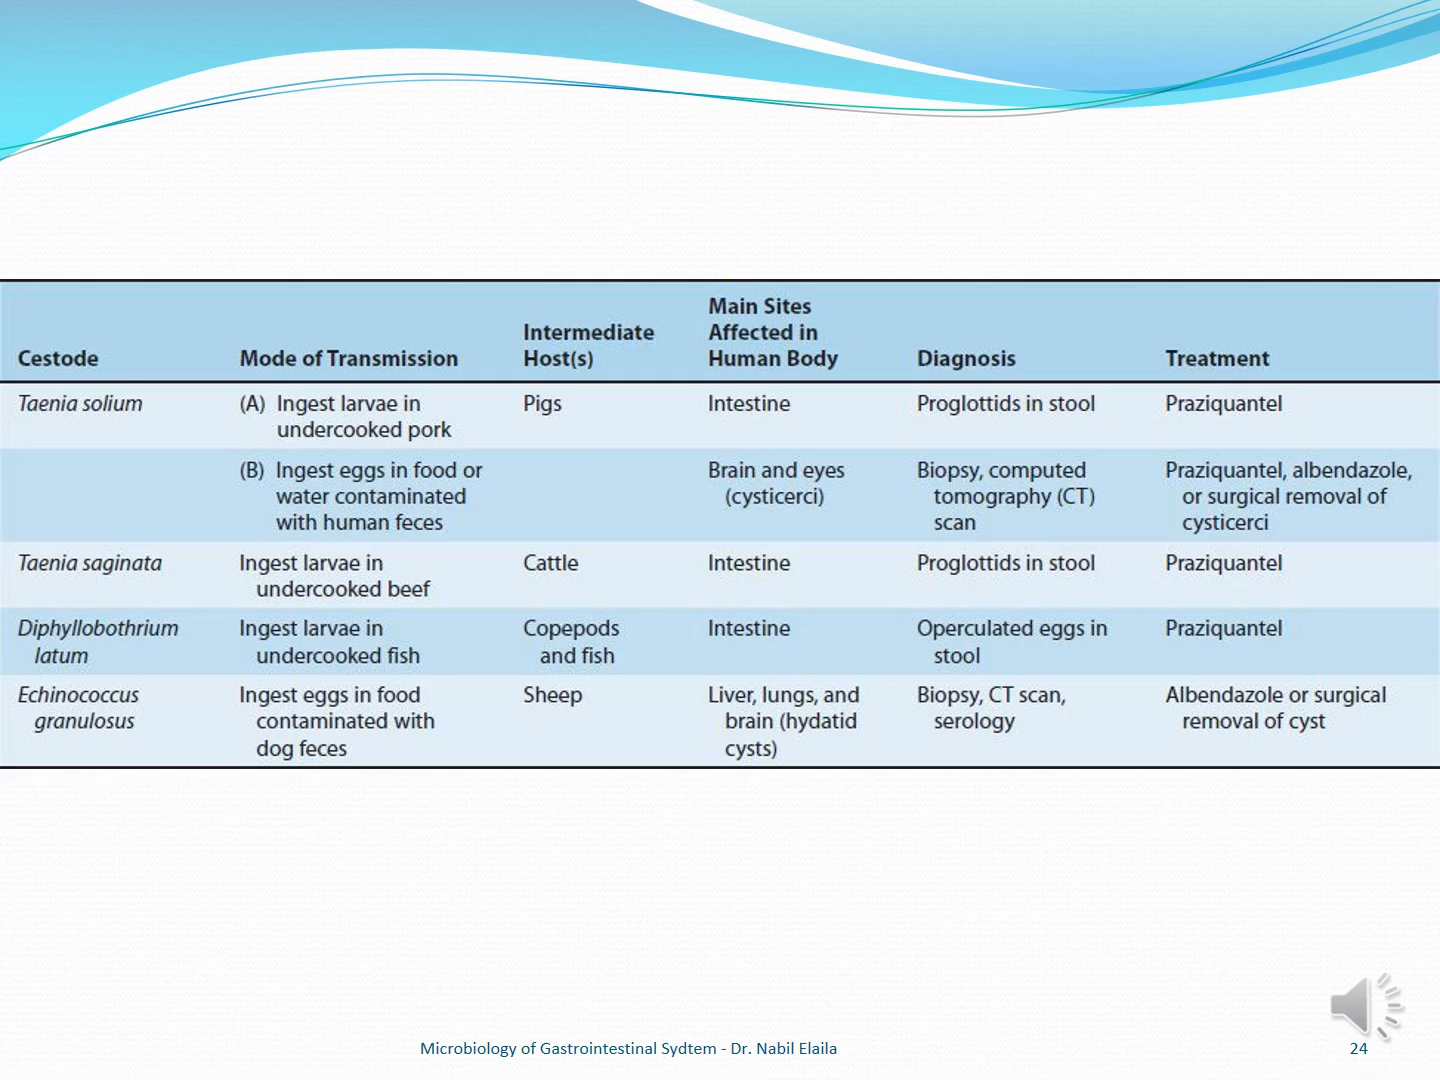 Cestode
Mode of Transmission
Intermediate
Host(s)
Main Sites
Affected in
Human Body
Diagnosis
Treatment
Taenia solium
(A) Ingest larvae in
undercooked pork
Pigs
Intestine
Proglottids in stool
Praziquantel
(B) Ingest eggs in food or
water contaminated
with human feces
Brain and eyes
(cysticerci)
Biopsy, computed
tomography (CT)
scan
Praziquantel, albendazole,
or surgical removal of
cysticerci
Taenia saginata
Ingest larvae in
undercooked beef
Cattle
Intestine
Proglottids in stool
Praziquantel
Diphyllobothrium
latum
Ingest larvae in
undercooked fish
Copepods
and fish
Intestine
Operculated eggs in
stool
Praziquantel
Echinococcus
granulosus
Ingest eggs in food
contaminated with
dog feces
Sheep
Liver, lungs, and
brain (hydatid
cysts)
Biopsy, CT scan,
serology
Albendazole or surgical
removal of cyst
Microbiology of Gastrointestinal Sydtem - Dr. Nabil Elaila
24